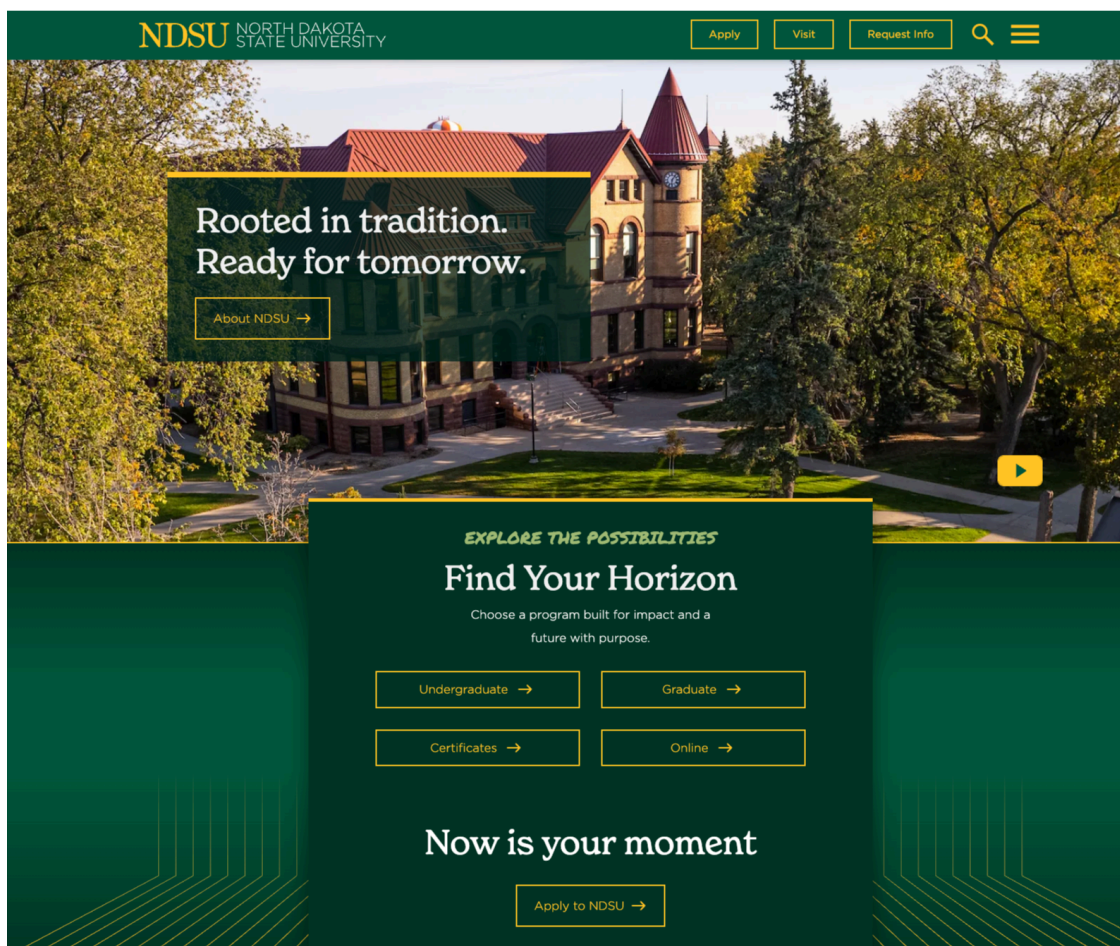 NDSU NORTH DAKOTA
STATE UNIVERSITY
Apply
Visit
Request Info
Rooted in tradition.
Ready for tomorrow.
About NDSU →
EXPLORE THE POSSIBILITIES
Find Your Horizon
Choose a program built for impact and a
future with purpose.
Undergraduate →
Graduate →
Certificates →
Online →
Now is your moment
Apply to NDSU →